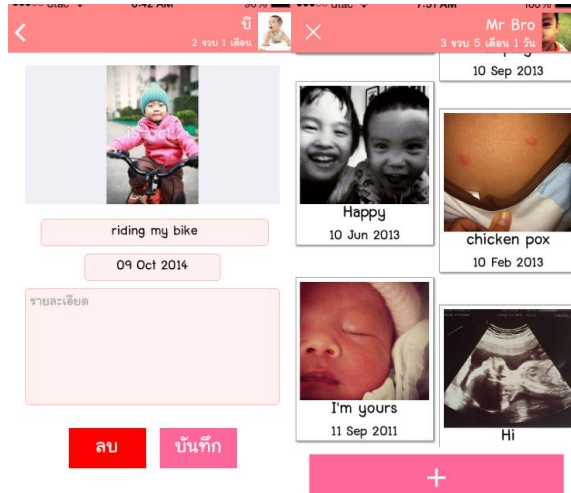 บี
2 ขวบ 1 เดือน
riding my bike
09 Oct 2014
รายละเอียด
ลบ
บันทึก
Mr Bro
3 ขวบ 5 เดือน 1 วัน
10 Sep 2013
Happy
10 Jun 2013
chicken pox
10 Feb 2013
I'm yours
11 Sep 2011
Hi
+